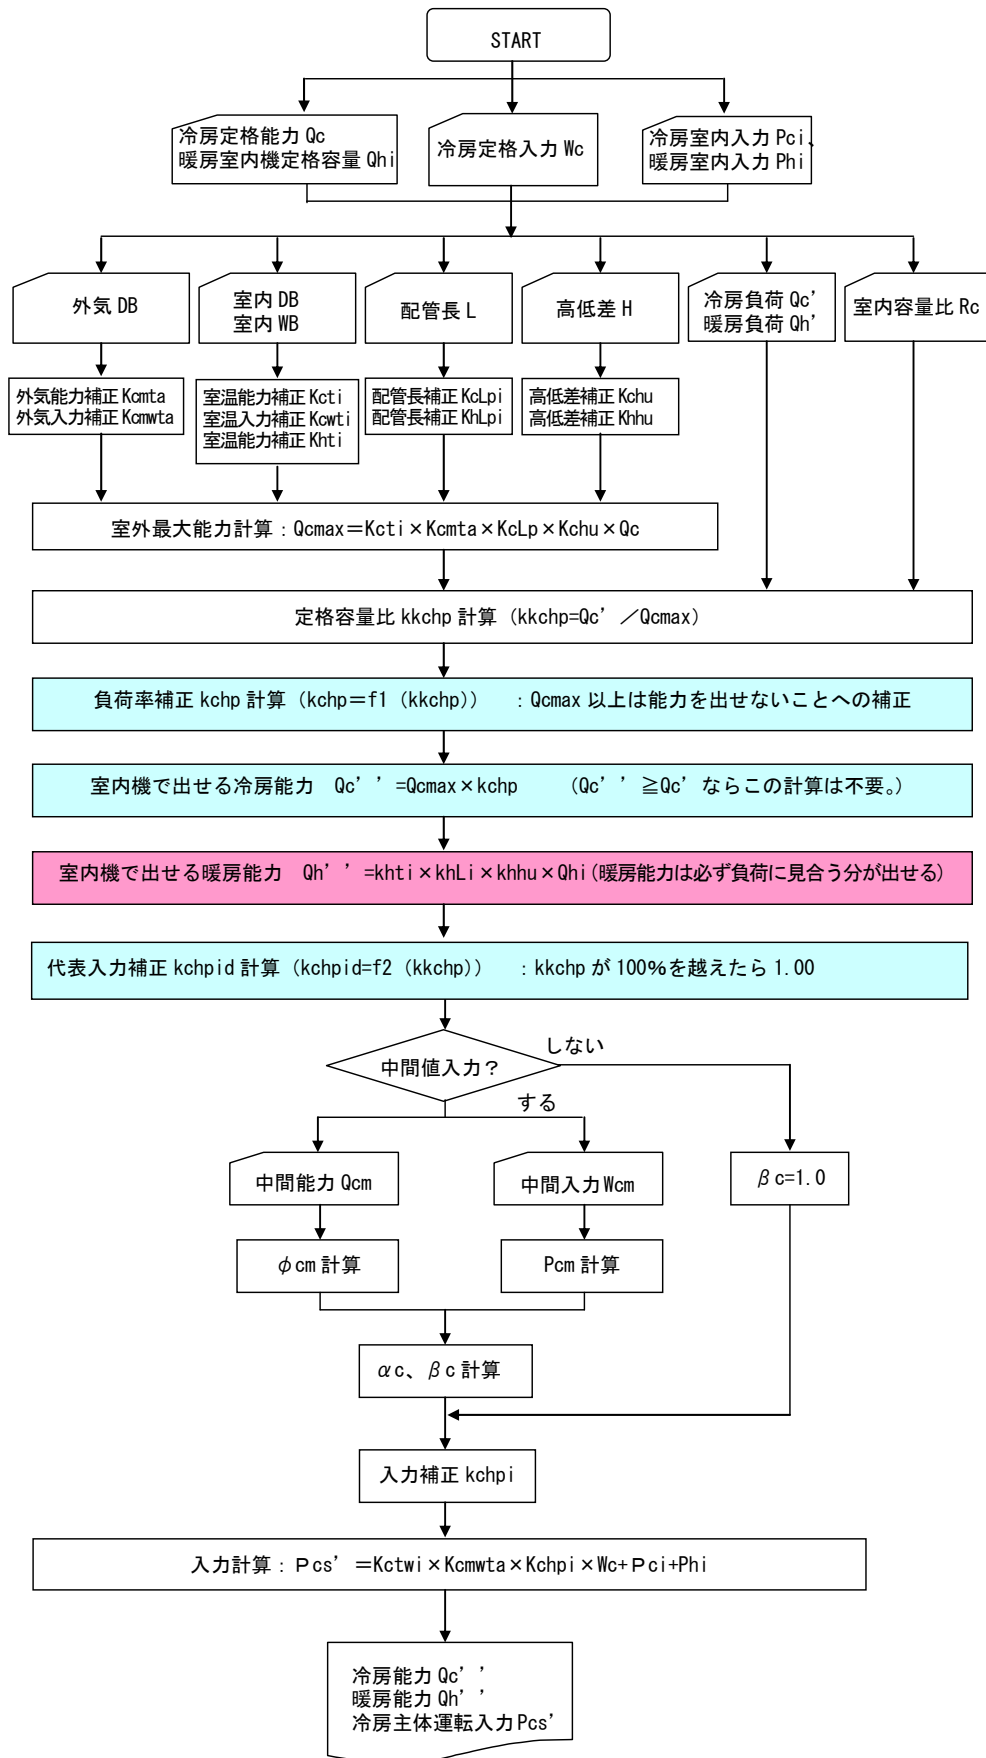 START
冷房定格能力 Qc
暖房室内機定格容量 Qhi
冷房定格入力 Wc
冷房室内入力 Pci、
暖房室内入力 Phi
外気 DB
室内 DB
室内 WB
配管長 L
高低差 H
冷房負荷 Qc’
暖房負荷 Qh’
室内容量比 Rc
外気能力補正 Kcmta
外気入力補正 Kcmwta
室温能力補正 Kcti
室温入力補正 Kcwti
室温能力補正 Khti
配管長補正 KcLpi
配管長補正 KhLpi
高低差補正 Kchu
高低差補正 Khhu
室外最大能力計算：Qcmax＝Kcti×Kcmta×KcLp×Kchu×Qc
定格容量比 kkchp 計算（kkchp=Qc’／Qcmax）
負荷率補正 kchp 計算（kchp＝f1（kkchp））　：Qcmax 以上は能力を出せないことへの補正
室内機で出せる冷房能力　Qc’’=Qcmax×kchp　　（Qc’’≧Qc’ならこの計算は不要。）
室内機で出せる暖房能力　Qh’’=khti×khLi×khhu×Qhi（暖房能力は必ず負荷に見合う分が出せる）
代表入力補正 kchpid 計算（kchpid=f2（kkchp））　：kkchp が 100%を越えたら 1.00
中間値入力？
しない
する
中間能力 Qcm
中間入力 Wcm
βc=1.0
φcm 計算
Pcm 計算
αc、βc 計算
入力補正 kchpi
入力計算：Ｐcs’＝Kctwi×Kcmwta×Kchpi×Wc+Ｐci+Phi
冷房能力 Qc’’
暖房能力 Qh’’
冷房主体運転入力 Pcs’